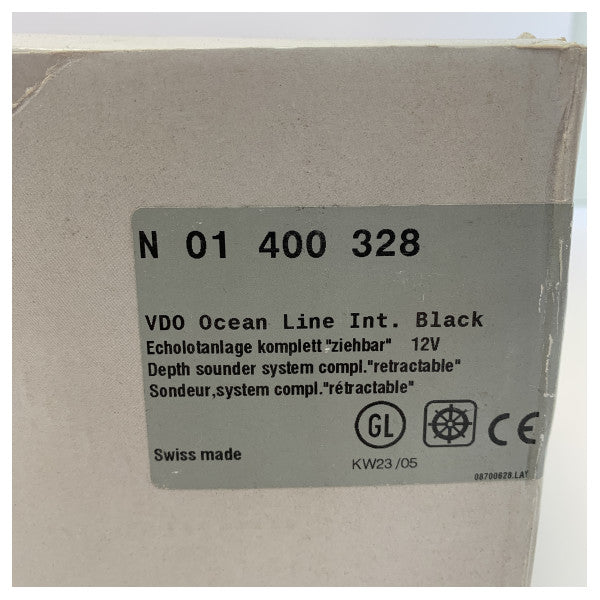 N 01 400 328
VDO Ocean Line Int. Black
Echolotanlage komplett "ziehbar" 12V
Depth sounder system compl."retractable"
Sondeur,system compl."rétractable"
GL CE
Swiss made
KW23/05
08700628.LAY